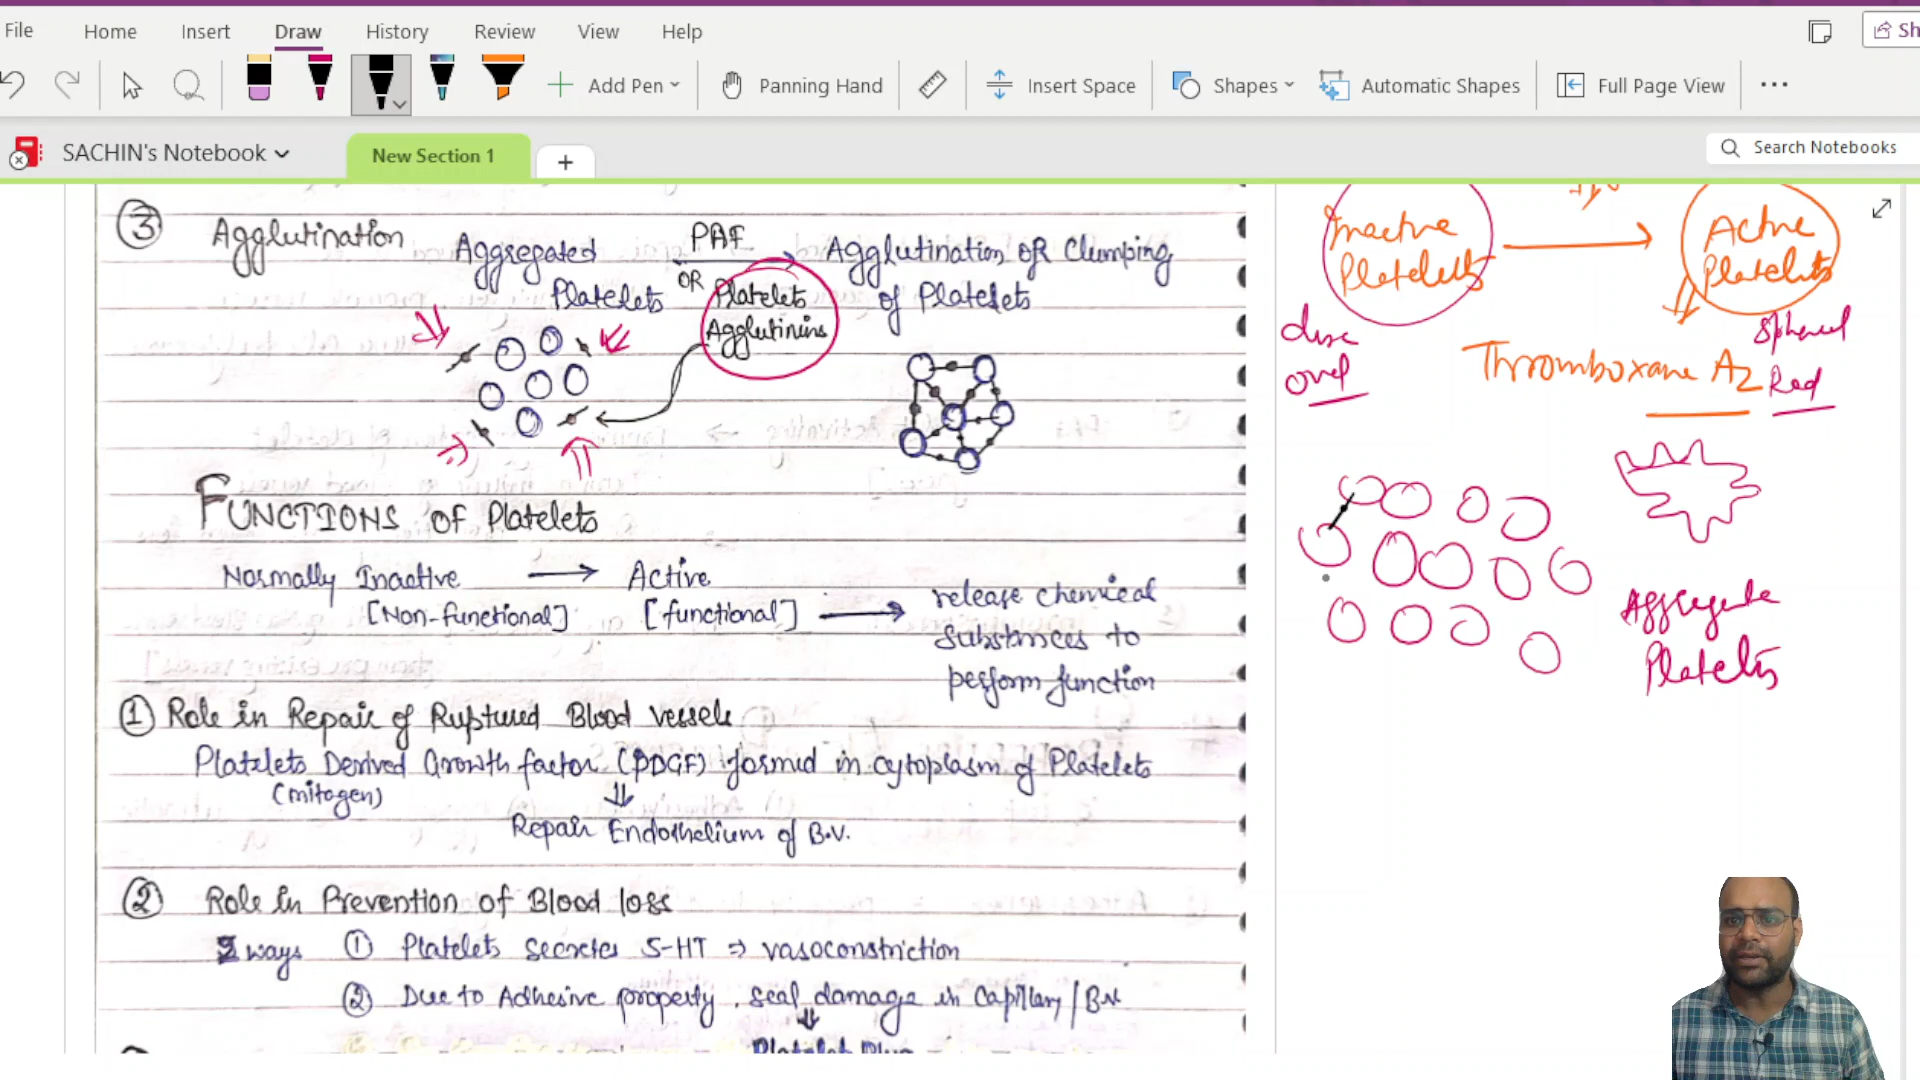 File Home Insert Draw History Review View Help Sh
Add Pen Panning Hand Insert Space Shapes Automatic Shapes Full Page View ...
SACHIN's Notebook New Section 1 + Search Notebooks
③ Agglutination Aggregated PAF Agglutination OR Clumping
Platelets OR Platelets of Platelets
Agglutinins
FUNCTIONS OF Platelets
Normally Inactive → Active
[Non-functional] [functional] → release chemical
substances to
perform function
① Role in Repair of Ruptured Blood vessels
Platelets Derived Growth factor (PDGF) formed in cytoplasm of Platelets
(mitogen) ⇓
Repair Endothelium of B.V.
② Role in Prevention of Blood loss
2 ways ① Platelets Secretes 5-HT ⇒ vasoconstriction
② Due to Adhesive property, seal damage in Capillary / B.V
⇓
Platelet Plug
Inactive → Active
Platelets Platelets
disc
oval
Thromboxane A2
Red
Aggregate
Platelets